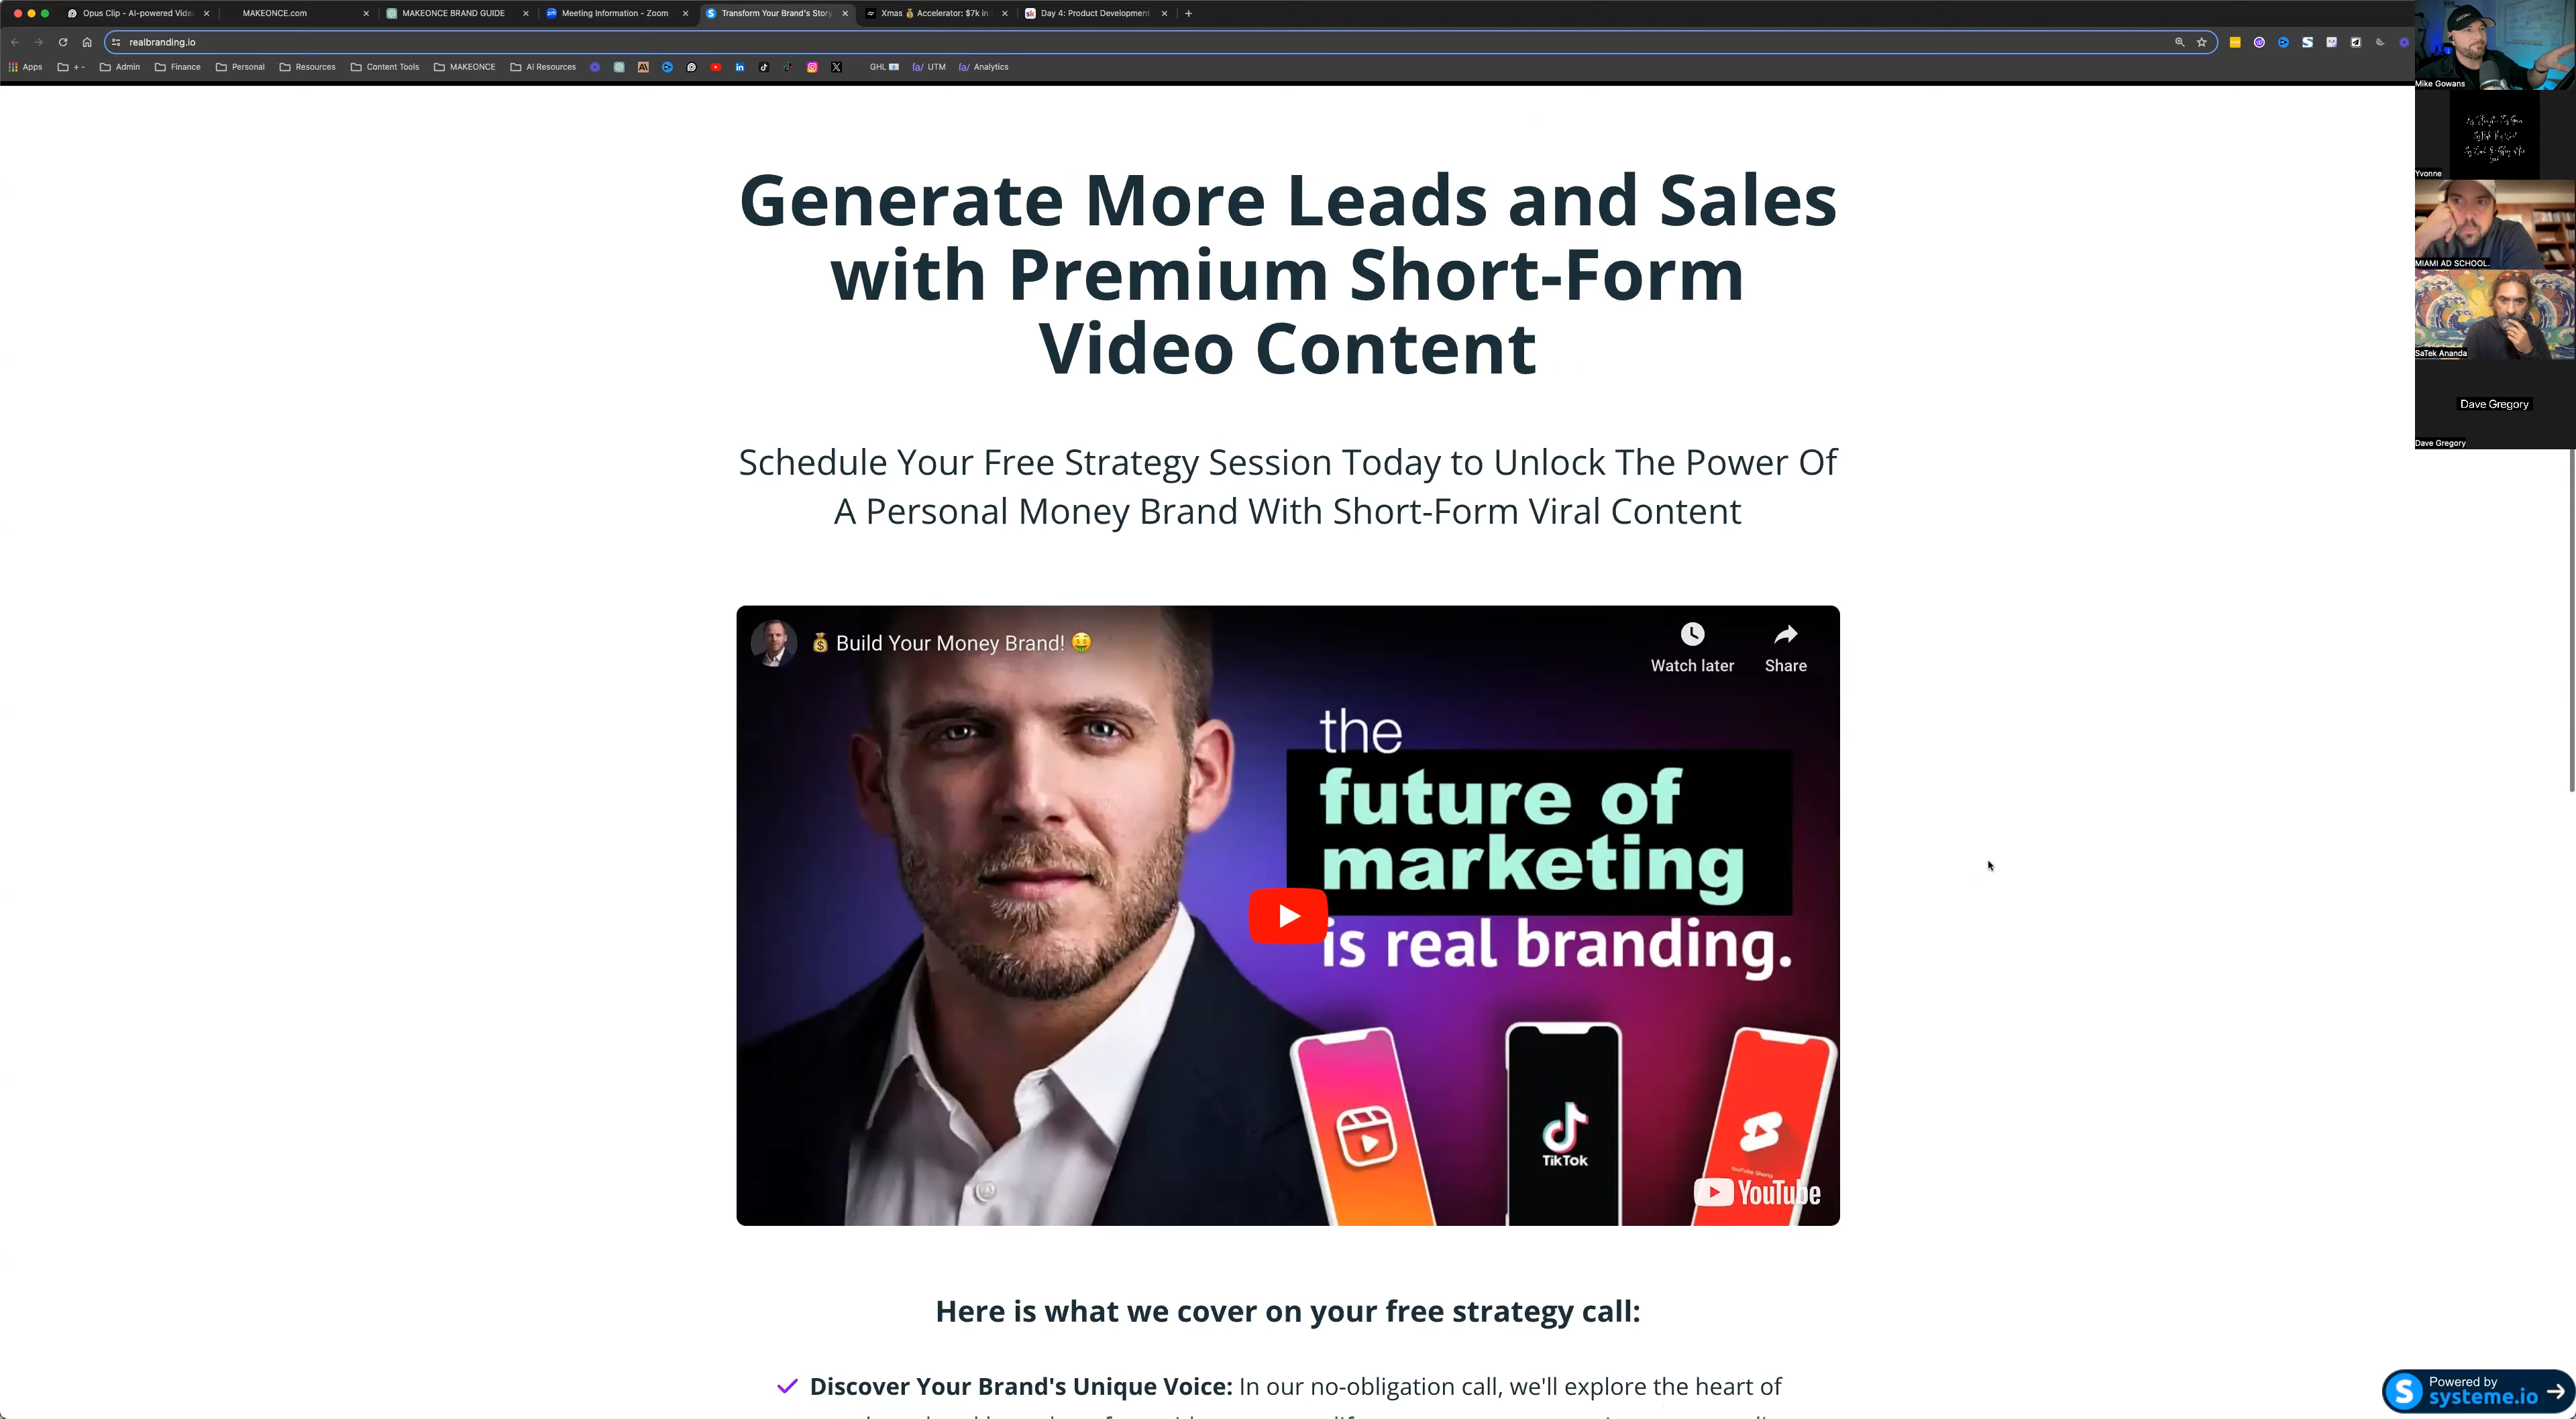 Opus Clip - AI-powered Vide
MAKEONCE.com
MAKEONCE BRAND GUIDE
Meeting Information - Zoom
Transform Your Brand's Story
Xmas 💰 Accelerator: $7k in
Day 4: Product Development
realbranding.io
Apps
+ -
Admin
Finance
Personal
Resources
Content Tools
MAKEONCE
AI Resources
GHL
UTM
Analytics
Mike Gowans
Yvonne
MIAMI AD SCHOOL.
SaTek Ananda
Dave Gregory
Dave Gregory
Generate More Leads and Sales
with Premium Short-Form
Video Content
Schedule Your Free Strategy Session Today to Unlock The Power Of
A Personal Money Brand With Short-Form Viral Content
💰 Build Your Money Brand! 🤑
Watch later
Share
the
future of
marketing
is real branding.
TikTok
YouTube Shorts
YouTube
Here is what we cover on your free strategy call:
Discover Your Brand's Unique Voice: In our no-obligation call, we'll explore the heart of
Powered by
systeme.io